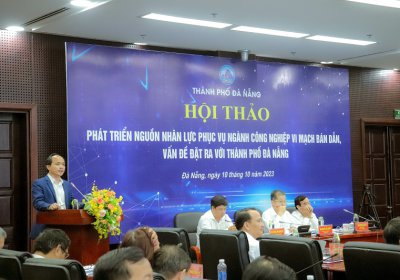 THÀNH PHỐ ĐÀ NẴNG
HỘI THẢO
PHÁT TRIỂN NGUỒN NHÂN LỰC PHỤC VỤ NGÀNH CÔNG NGHIỆP VI MẠCH BÁN DẪN,
VẤN ĐỀ ĐẶT RA VỚI THÀNH PHỐ ĐÀ NẴNG
Đà Nẵng, ngày 10 tháng 10 năm 2023